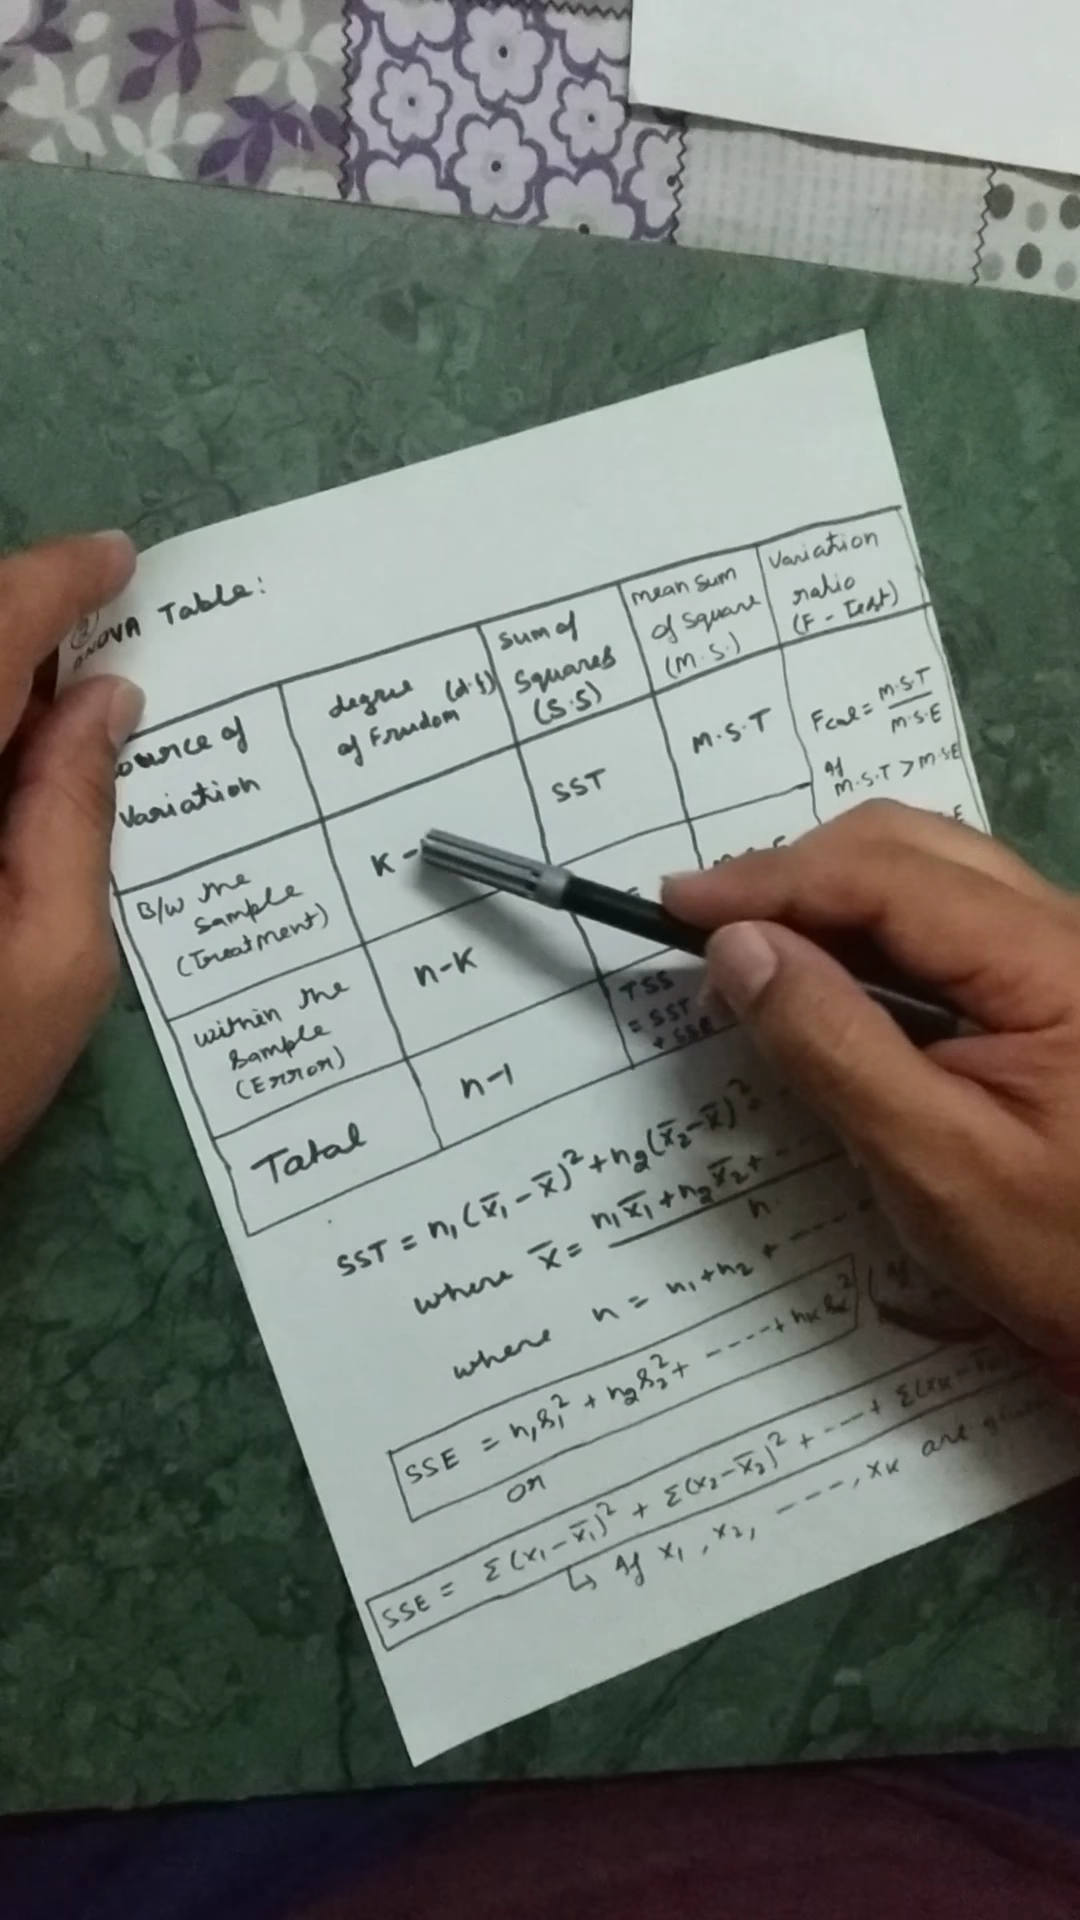 ②
ANOVA Table:
Source of
Variation
degree (d.f)
of Freedom
Sum of
Squares
(S.S)
mean sum
of square
(M.S.)
Variation
ratio
(F - Test)
B/w the
Sample
(Treatment)
K -
SST
M.S.T
Fcal = M.S.T / M.S.E
If
M.S.T > M.S.E
within the
Sample
(Error)
n-K
Total
n-1
TSS
= SST
+ SSE
SST = n₁(x̄₁ - x̄)² + n₂(x̄₂ - x̄)² - -
where x̄ = n₁x̄₁ + n₂x̄₂ + - - / n
where n = n₁ + n₂ + - - - - -
SSE = n₁s₁² + n₂s₂² + - - - - + nₖsₖ² (If
or
SSE = Σ(x₁ - x̄₁)² + Σ(x₂ - x̄₂)² + - - - + Σ(xₖ - x̄ₖ)
↳ If x₁, x₂, - - - -, xₖ are